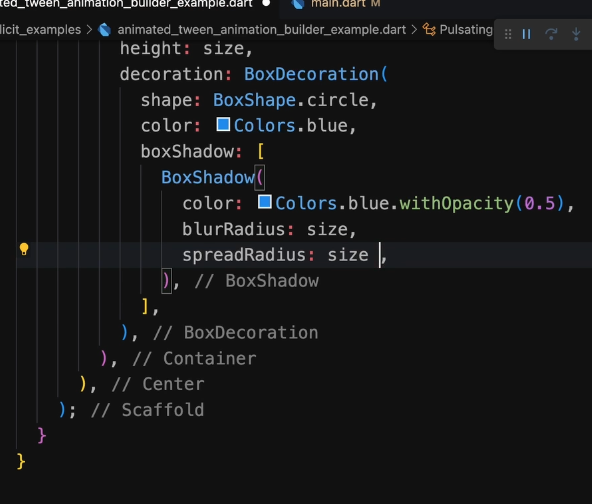 ted_tween_animation_builder_example.dart ● main.dart M
licit_examples > animated_tween_animation_builder_example.dart > Pulsating
height: size,
decoration: BoxDecoration(
shape: BoxShape.circle,
color: Colors.blue,
boxShadow: [
BoxShadow(
color: Colors.blue.withOpacity(0.5),
blurRadius: size,
spreadRadius: size ,
), // BoxShadow
],
), // BoxDecoration
), // Container
), // Center
); // Scaffold
}
}